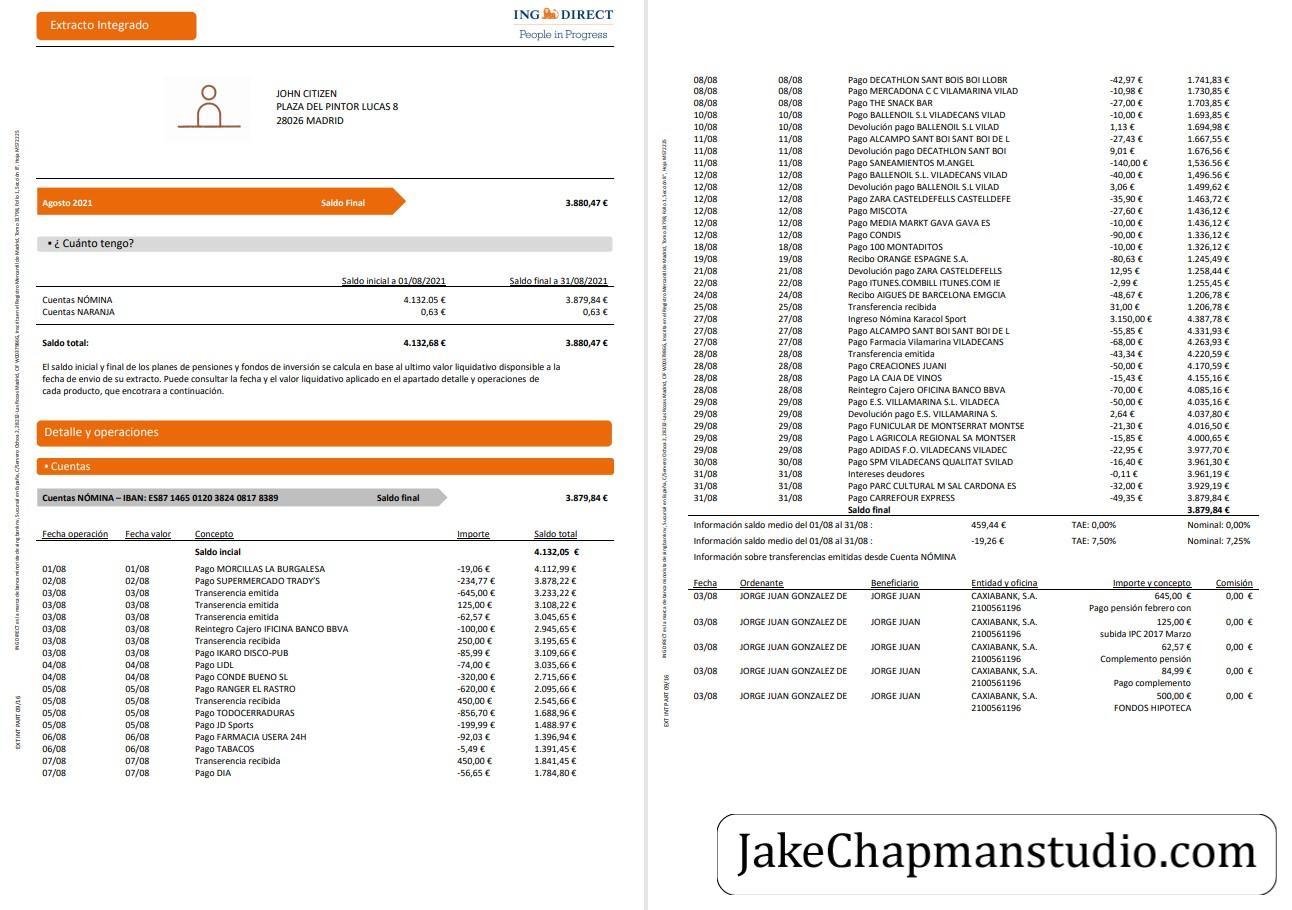 Extracto Integrado
ING DIRECT
People in Progress
JOHN CITIZEN
PLAZA DEL PINTOR LUCAS 8
28026 MADRID
Agosto 2021 Saldo Final 3.880,47 €
• ¿ Cuánto tengo?
Saldo inicial a 01/08/2021 Saldo final a 31/08/2021
Cuentas NÓMINA 4.132.05 € 3.879,84 €
Cuentas NARANJA 0,63 € 0,63 €
Saldo total: 4.132,68 € 3.880,47 €
El saldo inicial y final de los planes de pensiones y fondos de inversión se calcula en base al ultimo valor liquidativo disponible a la
fecha de envio de su extracto. Puede consultar la fecha y el valor liquidativo aplicado en el apartado detalle y operaciones de
cada producto, que encotrara a continuación.
Detalle y operaciones
• Cuentas
Cuentas NÓMINA – IBAN: ES87 1465 0120 3824 0817 8389 Saldo final 3.879,84 €
Fecha operación Fecha valor Concepto Importe Saldo total
Saldo incial 4.132,05 €
01/08 01/08 Pago MORCILLAS LA BURGALESA -19,06 € 4.112,99 €
02/08 02/08 Pago SUPERMERCADO TRADY'S -234,77 € 3.878,22 €
03/08 03/08 Transerencia emitida -645,00 € 3.233,22 €
03/08 03/08 Transerencia emitida 125,00 € 3.108,22 €
03/08 03/08 Transerencia emitida -62,57 € 3.045,65 €
03/08 03/08 Reintegro Cajero IFICINA BANCO BBVA -100,00 € 2.945,65 €
03/08 03/08 Transerencia recibida 250,00 € 3.195,65 €
03/08 03/08 Pago IKARO DISCO-PUB -85,99 € 3.109,66 €
04/08 04/08 Pago LIDL -74,00 € 3.035,66 €
04/08 04/08 Pago CONDE BUENO SL -320,00 € 2.715,66 €
05/08 05/08 Pago RANGER EL RASTRO -620,00 € 2.095,66 €
05/08 05/08 Transerencia recibida 450,00 € 2.545,66 €
05/08 05/08 Pago TODOCERRADURAS -856,70 € 1.688,96 €
05/08 05/08 Pago JD Sports -199,99 € 1.488.97 €
06/08 06/08 Pago FARMACIA USERA 24H -92,03 € 1.396,94 €
06/08 06/08 Pago TABACOS -5,49 € 1.391,45 €
07/08 07/08 Transerencia recibida 450,00 € 1.841,45 €
07/08 07/08 Pago DIA -56,65 € 1.784,80 €
EXT INT PART 09/16
08/08 08/08 Pago DECATHLON SANT BOIS BOI LLOBR -42,97 € 1.741,83 €
08/08 08/08 Pago MERCADONA C C VILAMARINA VILAD -10,98 € 1.730,85 €
08/08 08/08 Pago THE SNACK BAR -27,00 € 1.703,85 €
10/08 10/08 Pago BALLENOIL S.L VILADECANS VILAD -10,00 € 1.693,85 €
10/08 10/08 Devolución pago BALLENOIL S.L VILAD 1,13 € 1.694,98 €
11/08 11/08 Pago ALCAMPO SANT BOI SANT BOI DE L -27,43 € 1.667,55 €
11/08 11/08 Devolución pago DECATHLON SANT BOI 9,01 € 1.676,56 €
11/08 11/08 Pago SANEAMIENTOS M.ANGEL -140,00 € 1,536.56 €
12/08 12/08 Pago BALLENOIL S.L. VILADECANS VILAD -40,00 € 1,496.56 €
12/08 12/08 Devolución pago BALLENOIL S.L VILAD 3,06 € 1.499,62 €
12/08 12/08 Pago ZARA CASTELDEFELLS CASTELLDEFE -35,90 € 1.463,72 €
12/08 12/08 Pago MISCOTA -27,60 € 1.436,12 €
12/08 12/08 Pago MEDIA MARKT GAVA GAVA ES -10,00 € 1.436,12 €
12/08 12/08 Pago CONDIS -90,00 € 1.336,12 €
18/08 18/08 Pago 100 MONTADITOS -10,00 € 1.326,12 €
19/08 19/08 Recibo ORANGE ESPAGNE S.A. -80,63 € 1.245,49 €
21/08 21/08 Devolución pago ZARA CASTELDEFELLS 12,95 € 1.258,44 €
22/08 22/08 Pago ITUNES.COMBILL ITUNES.COM IE -2,99 € 1.255,45 €
24/08 24/08 Recibo AIGUES DE BARCELONA EMGCIA -48,67 € 1.206,78 €
25/08 25/08 Transferencia recibida 31,00 € 1.206,78 €
27/08 27/08 Ingreso Nómina Karacol Sport 3.150,00 € 4.387,78 €
27/08 27/08 Pago ALCAMPO SANT BOI SANT BOI DE L -55,85 € 4.331,93 €
27/08 27/08 Pago Farmacia Vilamarina VILADECANS -68,00 € 4.263,93 €
28/08 28/08 Transferencia emitida -43,34 € 4.220,59 €
28/08 28/08 Pago CREACIONES JUANI -50,00 € 4.170,59 €
28/08 28/08 Pago LA CAJA DE VINOS -15,43 € 4.155,16 €
28/08 28/08 Reintegro Cajero OFICINA BANCO BBVA -70,00 € 4.085,16 €
29/08 29/08 Pago E.S. VILLAMARINA S.L. VILADECA -50,00 € 4.035,16 €
29/08 29/08 Devolución pago E.S. VILLAMARINA S. 2,64 € 4.037,80 €
29/08 29/08 Pago FUNICULAR DE MONTSERRAT MONTSE -21,30 € 4.016,50 €
29/08 29/08 Pago L AGRICOLA REGIONAL SA MONTSER -15,85 € 4.000,65 €
29/08 29/08 Pago ADIDAS F.O. VILADECANS VILADEC -22,95 € 3.977,70 €
30/08 30/08 Pago SPM VILADECANS QUALITAT SVILAD -16,40 € 3.961,30 €
31/08 31/08 Intereses deudores -0,11 € 3.961,19 €
31/08 31/08 Pago PARC CULTURAL M SAL CARDONA ES -32,00 € 3.929,19 €
31/08 31/08 Pago CARREFOUR EXPRESS -49,35 € 3.879,84 €
Saldo final 3.879,84 €
Información saldo medio del 01/08 al 31/08 : 459,44 € TAE: 0,00% Nominal: 0,00%
Información saldo medio del 01/08 al 31/08 : -19,26 € TAE: 7,50% Nominal: 7,25%
Información sobre transferencias emitidas desde Cuenta NÓMINA
Fecha Ordenante Beneficiario Entidad y oficina Importe y concepto Comisión
03/08 JORGE JUAN GONZALEZ DE JORGE JUAN CAXIABANK, S.A. 645,00 € 0,00 €
2100561196 Pago pensión febrero con
03/08 JORGE JUAN GONZALEZ DE JORGE JUAN CAXIABANK, S.A. 125,00 € 0,00 €
2100561196 subida IPC 2017 Marzo
03/08 JORGE JUAN GONZALEZ DE JORGE JUAN CAXIABANK, S.A. 62,57 € 0,00 €
2100561196 Complemento pensión
03/08 JORGE JUAN GONZALEZ DE JORGE JUAN CAXIABANK, S.A. 84,99 € 0,00 €
2100561196 Pago complemento
03/08 JORGE JUAN GONZALEZ DE JORGE JUAN CAXIABANK, S.A. 500,00 € 0,00 €
2100561196 FONDOS HIPOTECA
EXT INT PART 09/16
JakeChapmanstudio.com